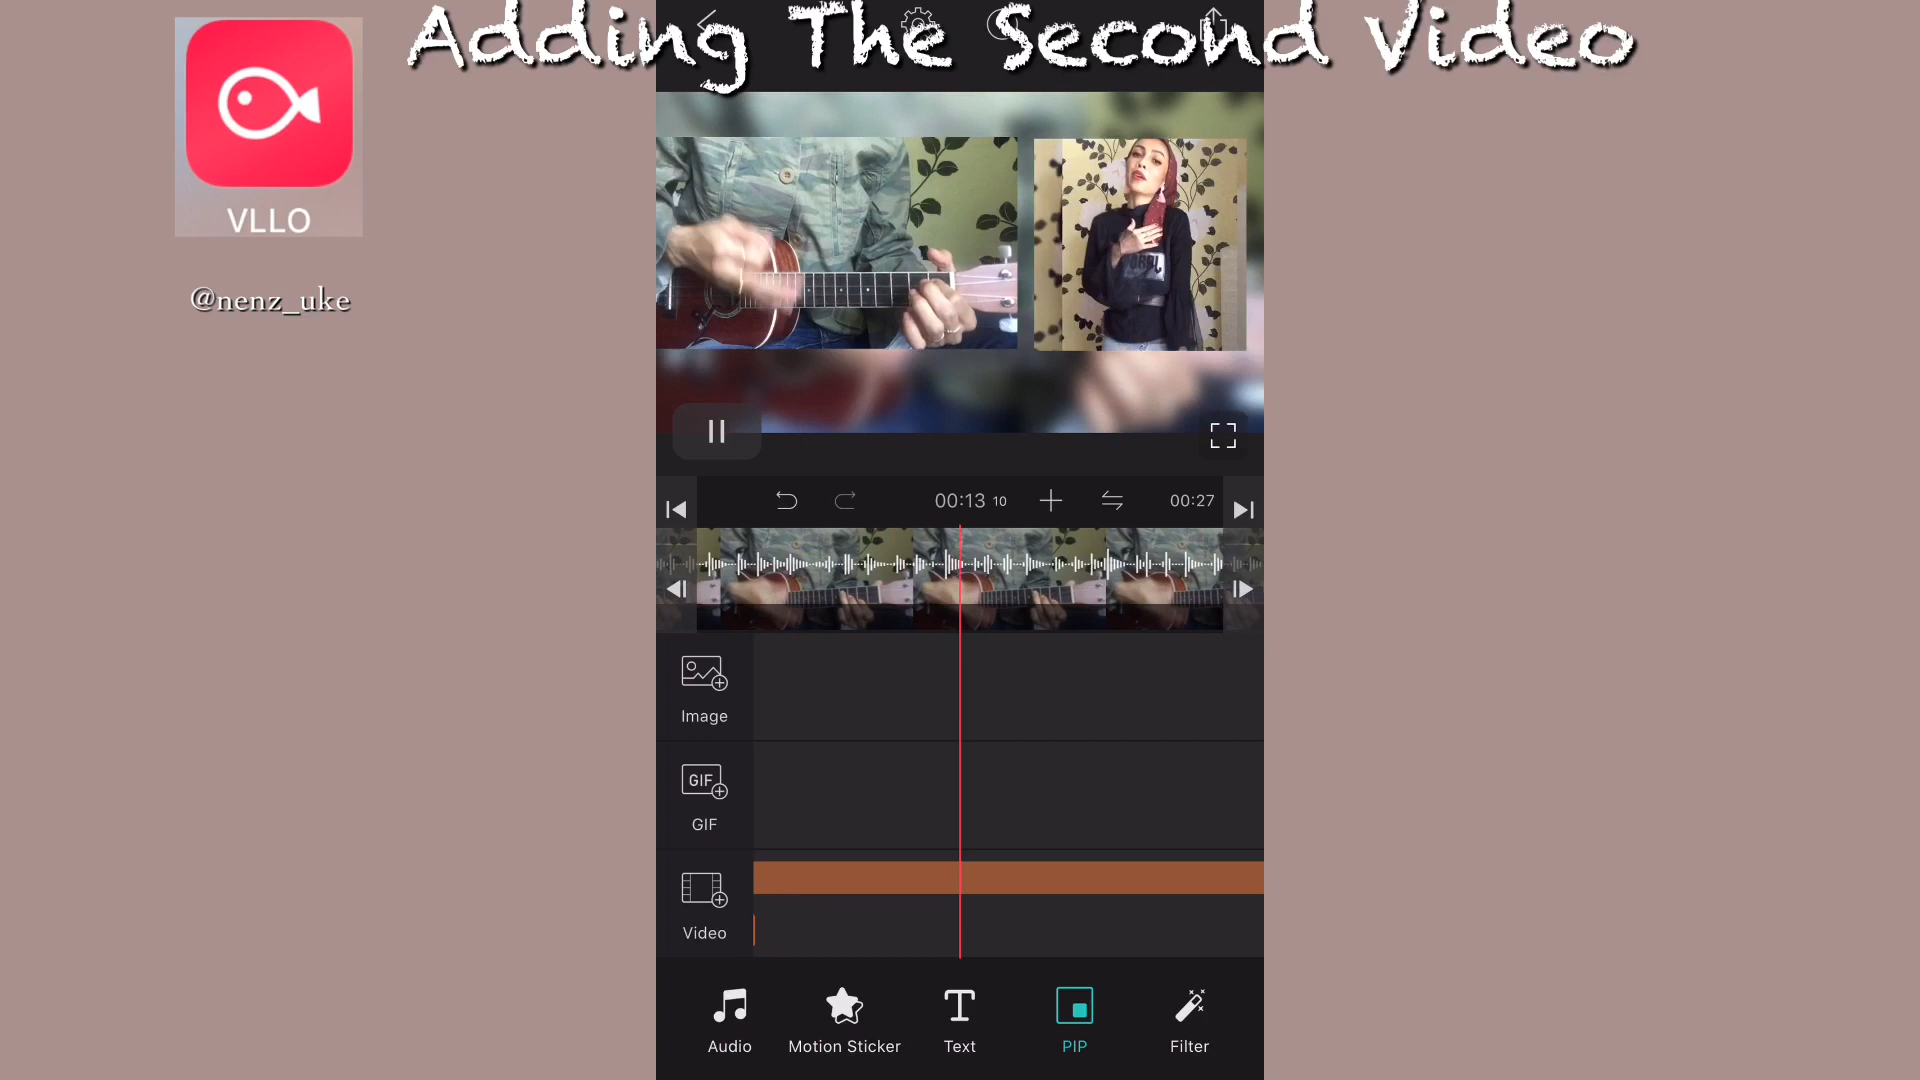 Adding The Second Video
VLLO
@nenz_uke
00:13 10
00:27
Image
GIF
GIF
Video
Audio
Motion Sticker
Text
PIP
Filter